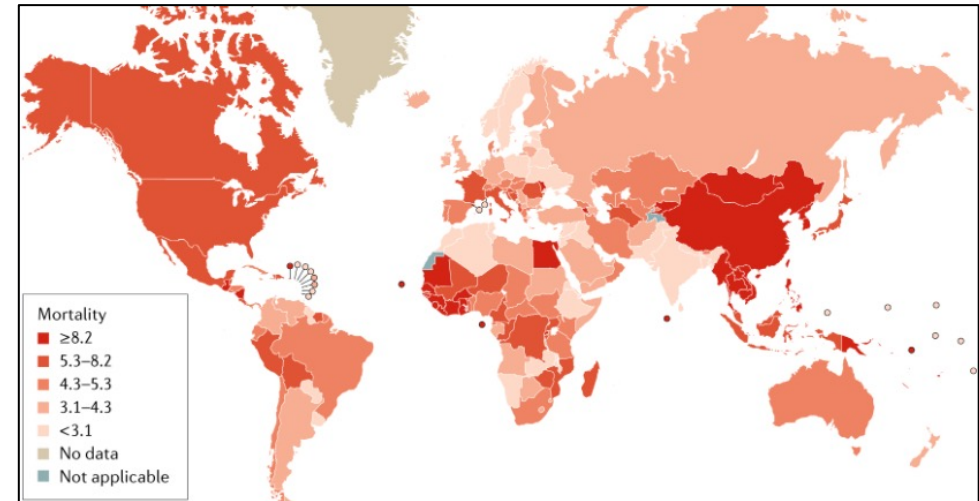 Mortality
≥8.2
5.3–8.2
4.3–5.3
3.1–4.3
<3.1
No data
Not applicable